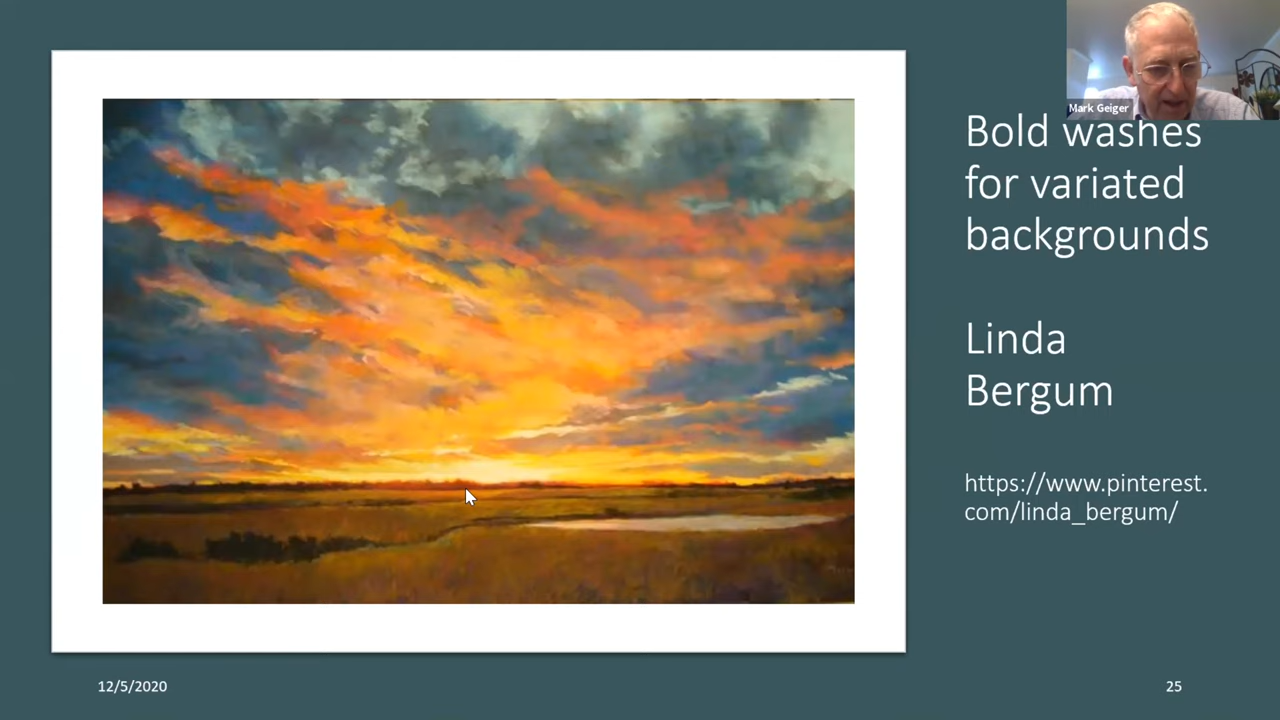 Mark Geiger
Bold washes
for variated
backgrounds
Linda
Bergum
https://www.pinterest.
com/linda_bergum/
12/5/2020
25